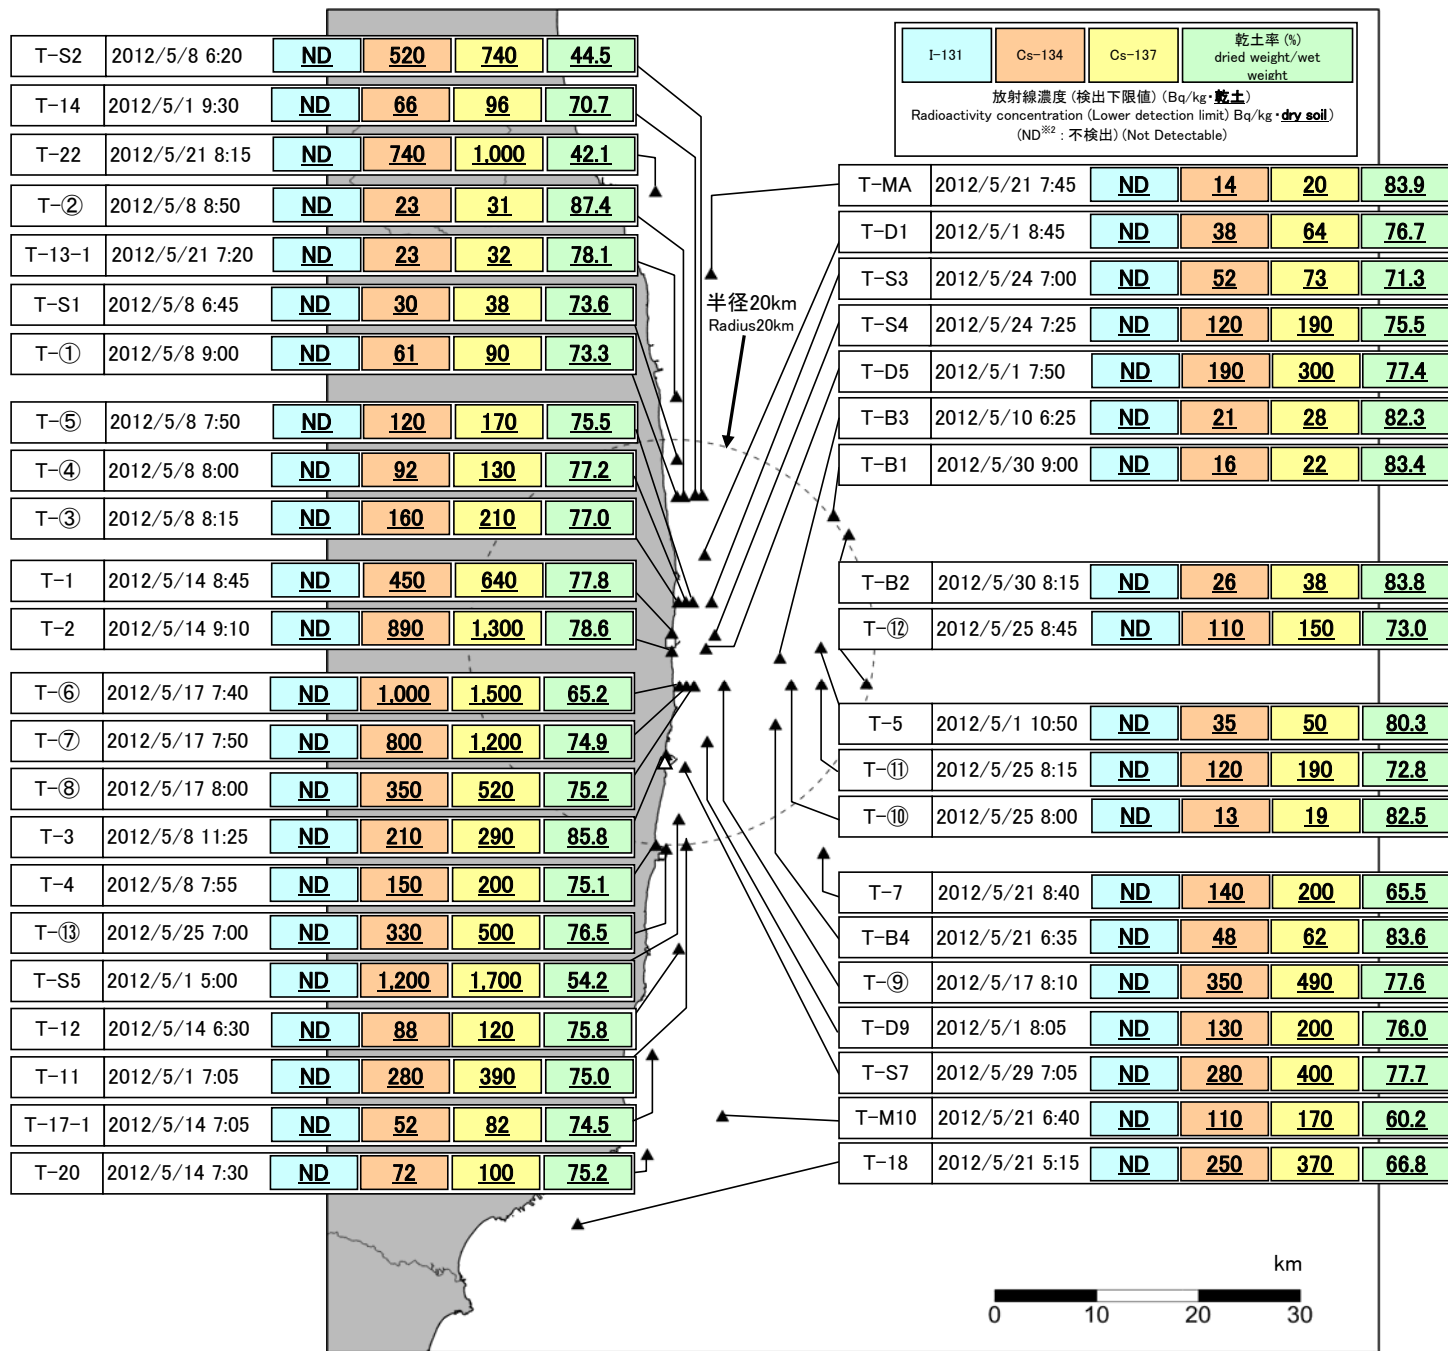 T-S2 2012/5/8 6:20 ND 520 740 44.5
T-14 2012/5/1 9:30 ND 66 96 70.7
T-22 2012/5/21 8:15 ND 740 1,000 42.1
T-② 2012/5/8 8:50 ND 23 31 87.4
T-13-1 2012/5/21 7:20 ND 23 32 78.1
T-S1 2012/5/8 6:45 ND 30 38 73.6
T-① 2012/5/8 9:00 ND 61 90 73.3
T-⑤ 2012/5/8 7:50 ND 120 170 75.5
T-④ 2012/5/8 8:00 ND 92 130 77.2
T-③ 2012/5/8 8:15 ND 160 210 77.0
T-1 2012/5/14 8:45 ND 450 640 77.8
T-2 2012/5/14 9:10 ND 890 1,300 78.6
T-⑥ 2012/5/17 7:40 ND 1,000 1,500 65.2
T-⑦ 2012/5/17 7:50 ND 800 1,200 74.9
T-⑧ 2012/5/17 8:00 ND 350 520 75.2
T-3 2012/5/8 11:25 ND 210 290 85.8
T-4 2012/5/8 7:55 ND 150 200 75.1
T-⑬ 2012/5/25 7:00 ND 330 500 76.5
T-S5 2012/5/1 5:00 ND 1,200 1,700 54.2
T-12 2012/5/14 6:30 ND 88 120 75.8
T-11 2012/5/1 7:05 ND 280 390 75.0
T-17-1 2012/5/14 7:05 ND 52 82 74.5
T-20 2012/5/14 7:30 ND 72 100 75.2
半径20km
Radius20km
I-131 Cs-134 Cs-137 乾土率 (%)
dried weight/wet
weight
放射線濃度 (検出下限値) (Bq/kg・乾土)
Radioactivity concentration (Lower detection limit) Bq/kg・dry soil)
(ND※2 : 不検出) (Not Detectable)
T-MA 2012/5/21 7:45 ND 14 20 83.9
T-D1 2012/5/1 8:45 ND 38 64 76.7
T-S3 2012/5/24 7:00 ND 52 73 71.3
T-S4 2012/5/24 7:25 ND 120 190 75.5
T-D5 2012/5/1 7:50 ND 190 300 77.4
T-B3 2012/5/10 6:25 ND 21 28 82.3
T-B1 2012/5/30 9:00 ND 16 22 83.4
T-B2 2012/5/30 8:15 ND 26 38 83.8
T-⑫ 2012/5/25 8:45 ND 110 150 73.0
T-5 2012/5/1 10:50 ND 35 50 80.3
T-⑪ 2012/5/25 8:15 ND 120 190 72.8
T-⑩ 2012/5/25 8:00 ND 13 19 82.5
T-7 2012/5/21 8:40 ND 140 200 65.5
T-B4 2012/5/21 6:35 ND 48 62 83.6
T-⑨ 2012/5/17 8:10 ND 350 490 77.6
T-D9 2012/5/1 8:05 ND 130 200 76.0
T-S7 2012/5/29 7:05 ND 280 400 77.7
T-M10 2012/5/21 6:40 ND 110 170 60.2
T-18 2012/5/21 5:15 ND 250 370 66.8
km
0 10 20 30